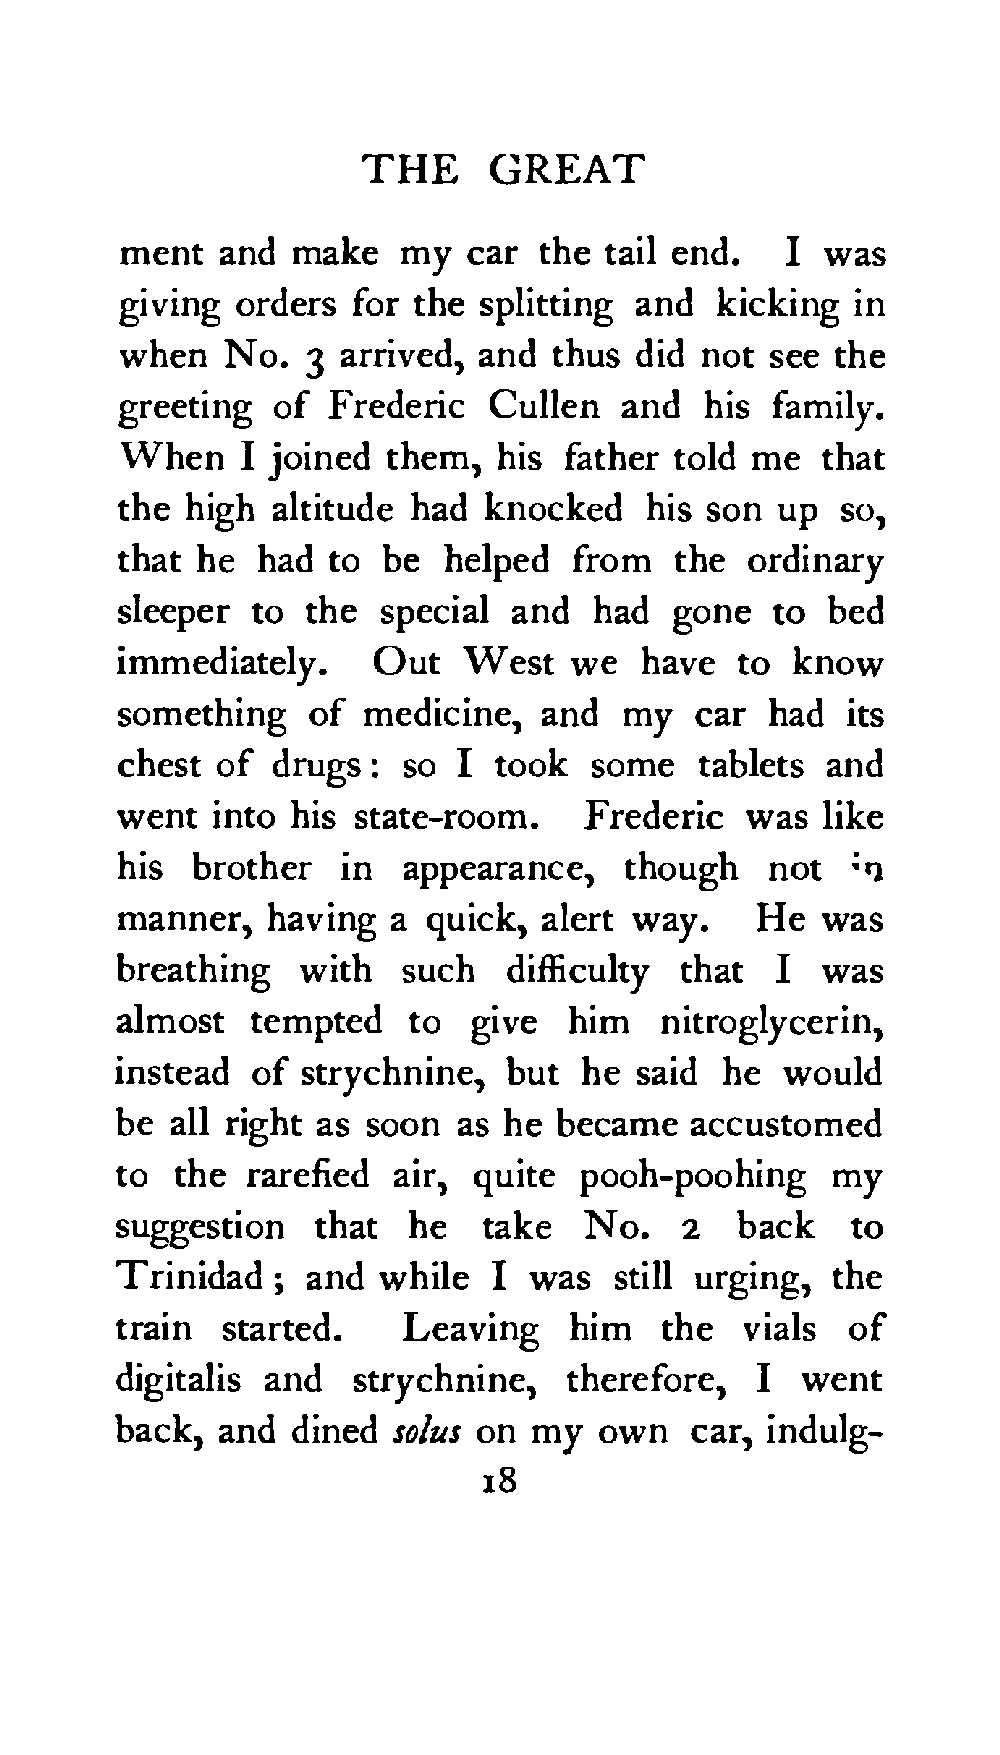 THE GREAT
ment and make my car the tail end. I was
giving orders for the splitting and kicking in
when No. 3 arrived, and thus did not see the
greeting of Frederic Cullen and his family.
When I joined them, his father told me that
the high altitude had knocked his son up so,
that he had to be helped from the ordinary
sleeper to the special and had gone to bed
immediately. Out West we have to know
something of medicine, and my car had its
chest of drugs : so I took some tablets and
went into his state-room. Frederic was like
his brother in appearance, though not in
manner, having a quick, alert way. He was
breathing with such difficulty that I was
almost tempted to give him nitroglycerin,
instead of strychnine, but he said he would
be all right as soon as he became accustomed
to the rarefied air, quite pooh-poohing my
suggestion that he take No. 2 back to
Trinidad ; and while I was still urging, the
train started. Leaving him the vials of
digitalis and strychnine, therefore, I went
back, and dined solus on my own car, indulg-
18